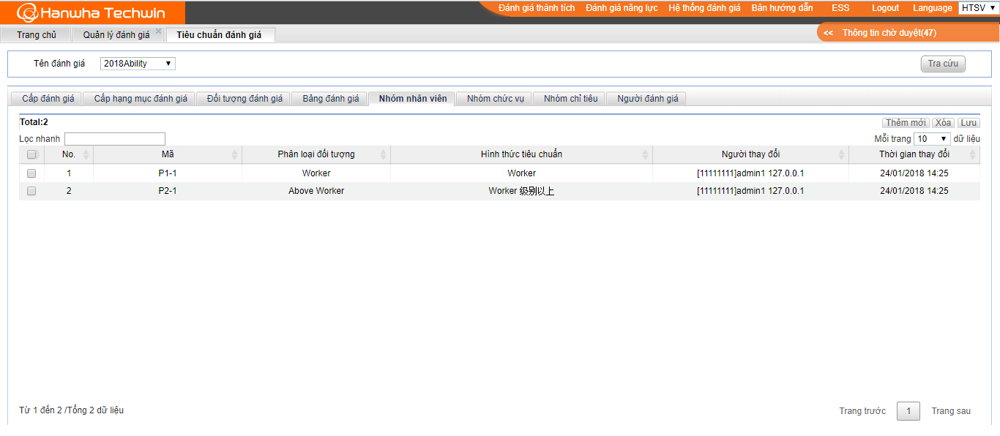 Hanwha Techwin
Đánh giá thành tích Đánh giá năng lực Hệ thống đánh giá Bản hướng dẫn ESS Logout Language HTSV
Trang chủ Quản lý đánh giá Tiêu chuẩn đánh giá
<< Thông tin chờ duyệt(47)
Tên đánh giá 2018Ability Tra cứu
Cấp đánh giá Cấp hạng mục đánh giá Đối tượng đánh giá Bảng đánh giá Nhóm nhân viên Nhóm chức vụ Nhóm chỉ tiêu Người đánh giá
Total:2 Thêm mới Xóa Lưu
Lọc nhanh Mỗi trang 10 dữ liệu
No. Mã Phân loại đối tượng Hình thức tiêu chuẩn Người thay đổi Thời gian thay đổi
1 P1-1 Worker Worker [11111111]admin1 127.0.0.1 24/01/2018 14:25
2 P2-1 Above Worker Worker 级别以上 [11111111]admin1 127.0.0.1 24/01/2018 14:25
Từ 1 đến 2 /Tổng 2 dữ liệu Trang trước 1 Trang sau